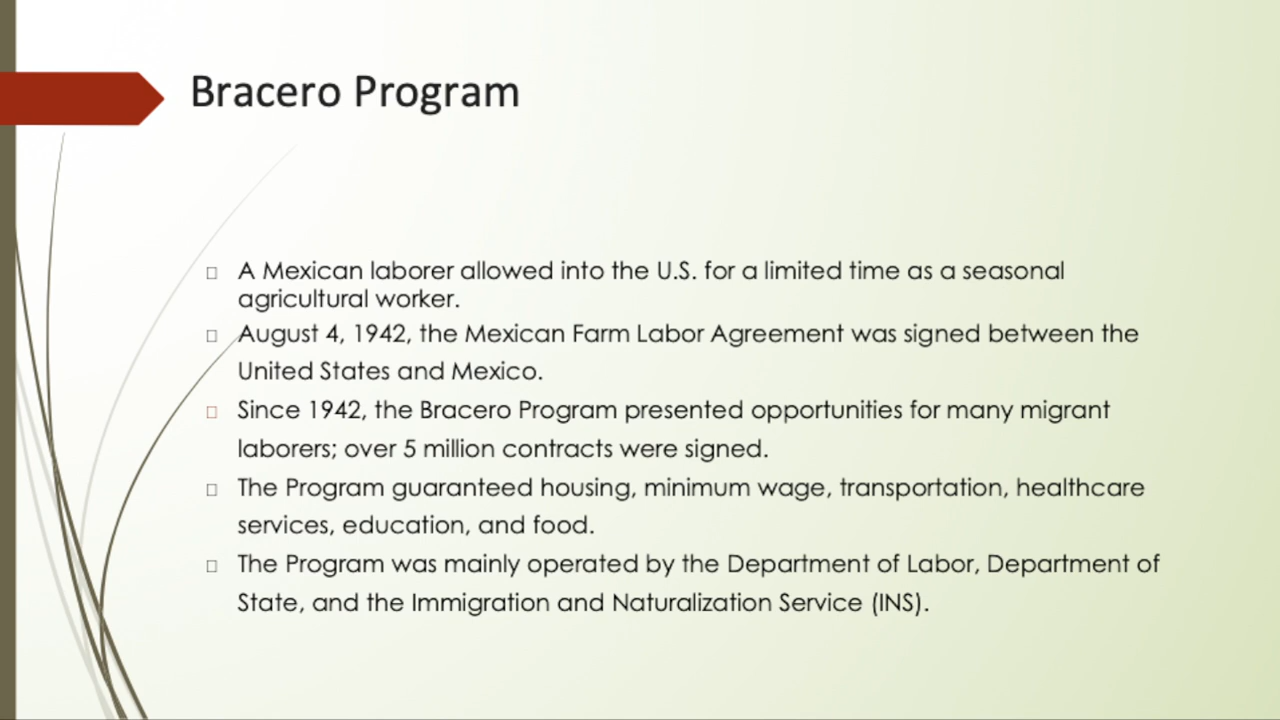 Bracero Program
A Mexican laborer allowed into the U.S. for a limited time as a seasonal
agricultural worker.
August 4, 1942, the Mexican Farm Labor Agreement was signed between the
United States and Mexico.
Since 1942, the Bracero Program presented opportunities for many migrant
laborers; over 5 million contracts were signed.
The Program guaranteed housing, minimum wage, transportation, healthcare
services, education, and food.
The Program was mainly operated by the Department of Labor, Department of
State, and the Immigration and Naturalization Service (INS).